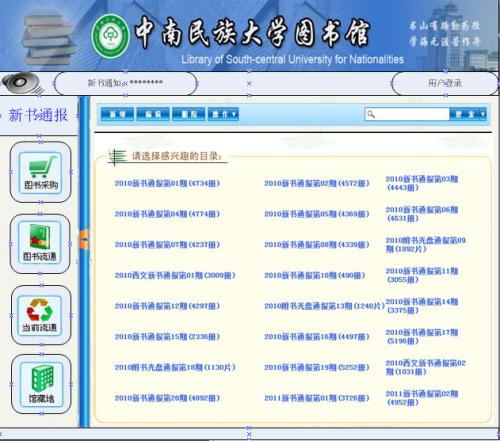 中南民族大学图书馆
Library of South-central University for Nationalities
书山有路勤为径
学海无涯苦作舟
新书通知：********
用户登录
新书通报
新增 编辑 删除 操作▼
搜索▼
请选择感兴趣的目录：
2010新书通报第01期(4734册) 2010新书通报第02期(4572册) 2010新书通报第03期(4443册)
2010新书通报第04期(4774册) 2010新书通报第05期(4369册) 2010新书通报第06期(4631册)
2010新书通报第07期(4237册) 2010新书通报第08期(4339册) 2010附书光盘通报第09期(1892片)
2010西文新书通报第01期(3009册) 2010新书通报第10期(490册) 2010新书通报第11期(3055册)
2010新书通报第12期(4297册) 2010附书光盘通报第13期(1240片) 2010新书通报第14期(3375册)
2010新书通报第15期(2336册) 2010新书通报第16期(4497册) 2010新书通报第17期(5196册)
2010附书光盘通报第18期(1130片) 2010新书通报第19期(5252册) 2010西文新书通报第02期(1031册)
2010新书通报第20期(4892册) 2011新书通报第01期(3726册) 2011新书通报第02期(4952册)
图书采购
图书流通
当前流通
馆藏地